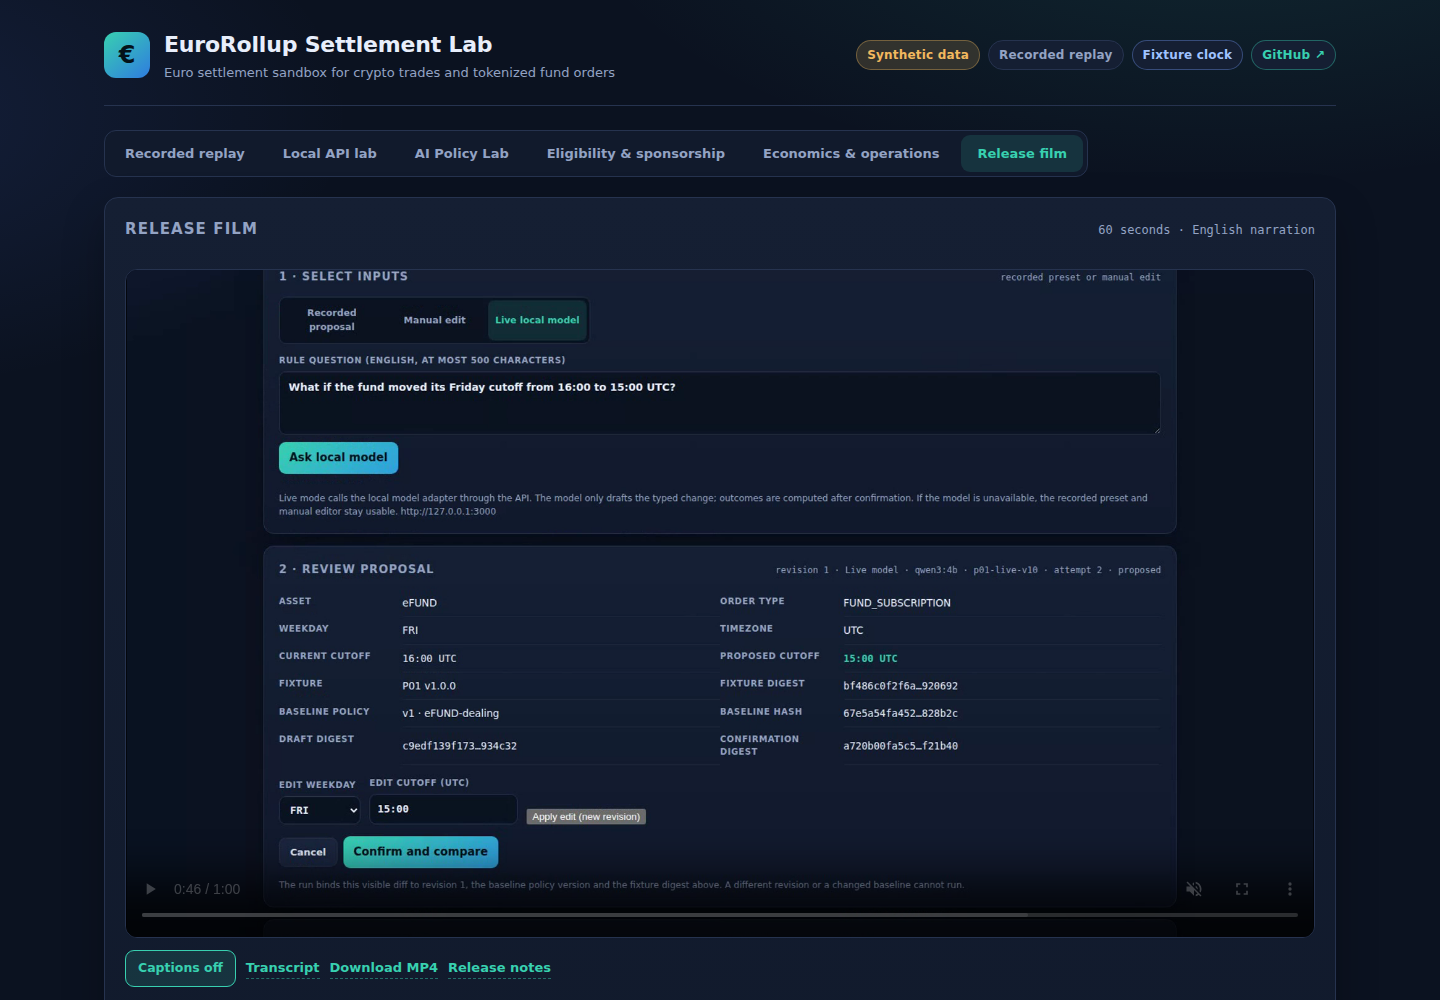 €
EuroRollup Settlement Lab
Euro settlement sandbox for crypto trades and tokenized fund orders
Synthetic data
Recorded replay
Fixture clock
GitHub ↗
Recorded replay
Local API lab
AI Policy Lab
Eligibility & sponsorship
Economics & operations
Release film
RELEASE FILM
60 seconds · English narration
1 · SELECT INPUTS
recorded preset or manual edit
Recorded
proposal
Manual edit
Live local model
RULE QUESTION (ENGLISH, AT MOST 500 CHARACTERS)
What if the fund moved its Friday cutoff from 16:00 to 15:00 UTC?
Ask local model
Live mode calls the local model adapter through the API. The model only drafts the typed change; outcomes are computed after confirmation. If the model is unavailable, the recorded preset and
manual editor stay usable. http://127.0.0.1:3000
2 · REVIEW PROPOSAL
revision 1 · Live model · qwen3:4b · p01-live-v10 · attempt 2 · proposed
ASSET
eFUND
ORDER TYPE
FUND_SUBSCRIPTION
WEEKDAY
FRI
TIMEZONE
UTC
CURRENT CUTOFF
16:00 UTC
PROPOSED CUTOFF
15:00 UTC
FIXTURE
P01 v1.0.0
FIXTURE DIGEST
bf486c0f2f6a…920692
BASELINE POLICY
v1 · eFUND-dealing
BASELINE HASH
67e5a54fa452…828b2c
DRAFT DIGEST
c9edf139f173…934c32
CONFIRMATION
DIGEST
a720b00fa5c5…f21b40
EDIT WEEKDAY
EDIT CUTOFF (UTC)
FRI
15:00
Apply edit (new revision)
Cancel
Confirm and compare
The run binds this visible diff to revision 1, the baseline policy version and the fixture digest above. A different revision or a changed baseline cannot run.
0:46 / 1:00
Captions off
Transcript
Download MP4
Release notes